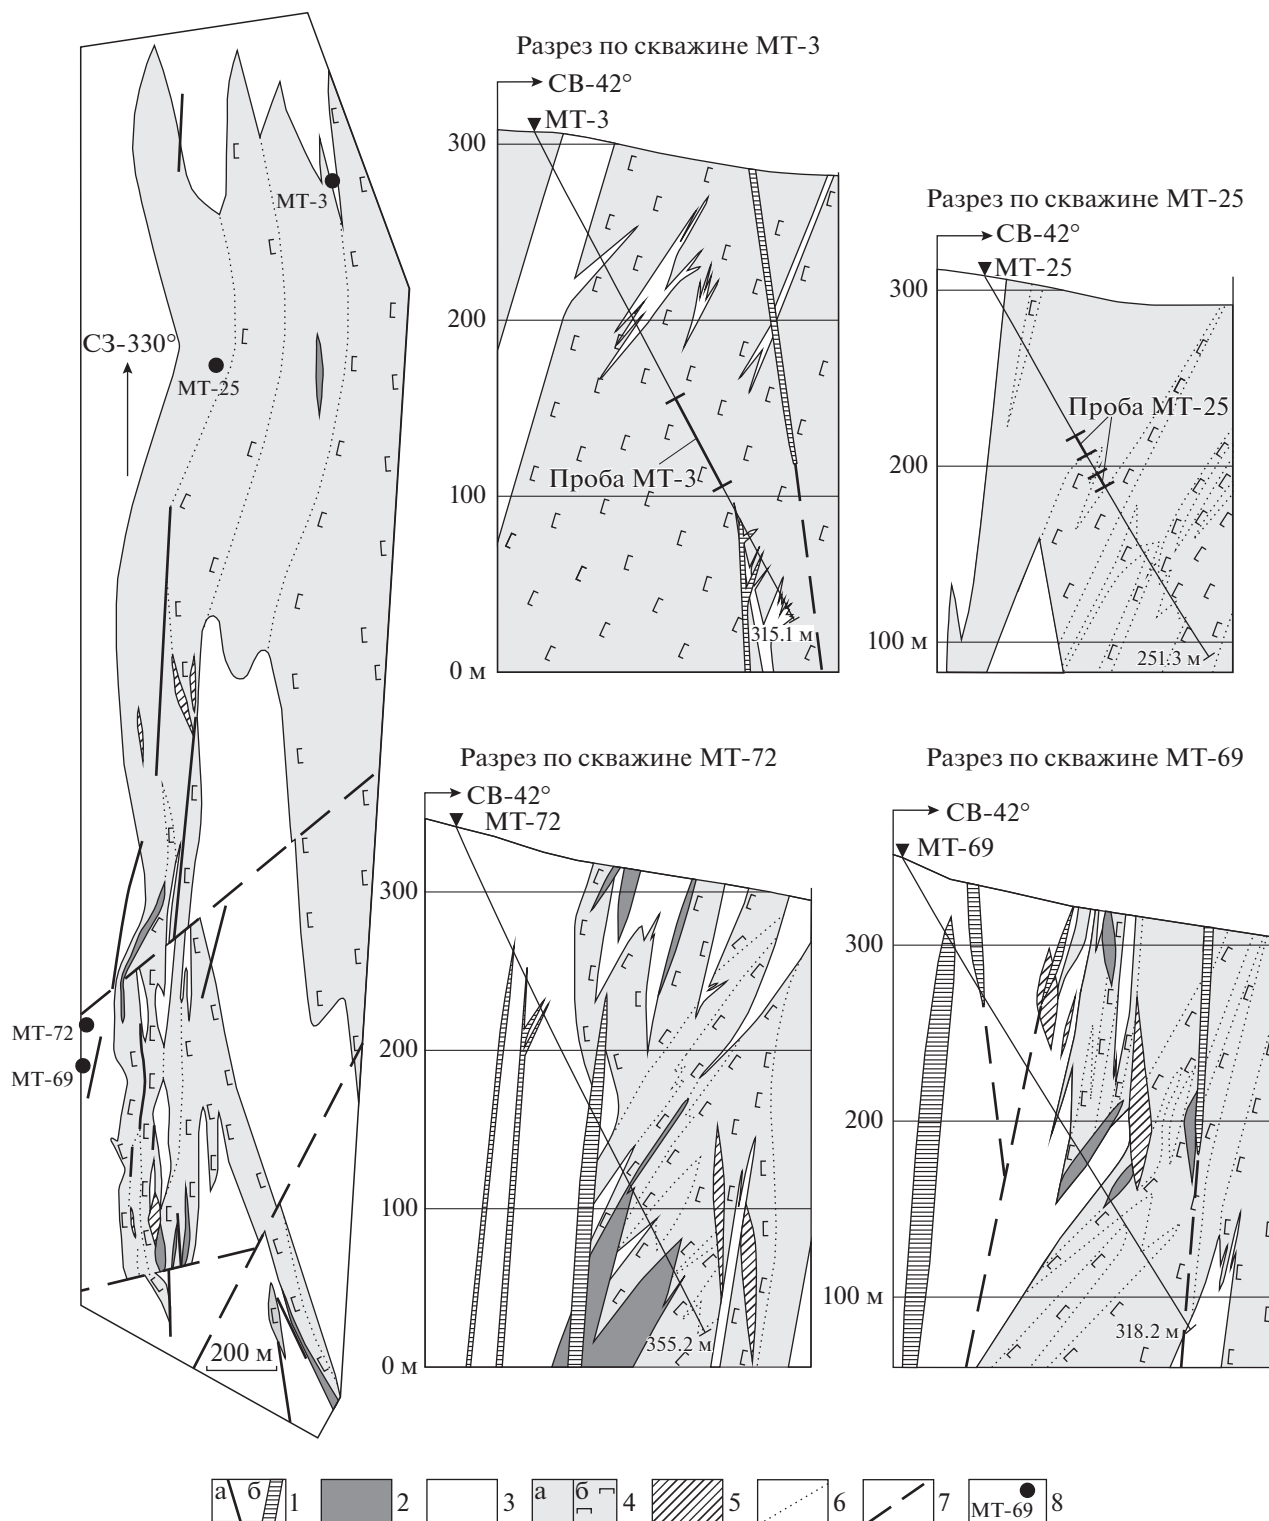 СЗ-330°
МТ-3
МТ-25
МТ-72
МТ-69
200 м
Разрез по скважине МТ-3
СВ-42°
МТ-3
300
200
100
0 м
Проба МТ-3
315.1 м
Разрез по скважине МТ-25
СВ-42°
МТ-25
300
Проба МТ-25
200
100 м
251.3 м
Разрез по скважине МТ-72
СВ-42°
МТ-72
300
200
100
0 м
355.2 м
Разрез по скважине МТ-69
СВ-42°
МТ-69
300
200
100 м
318.2 м
а б 1
2
3
а б 4
5
6
7
МТ-69 8